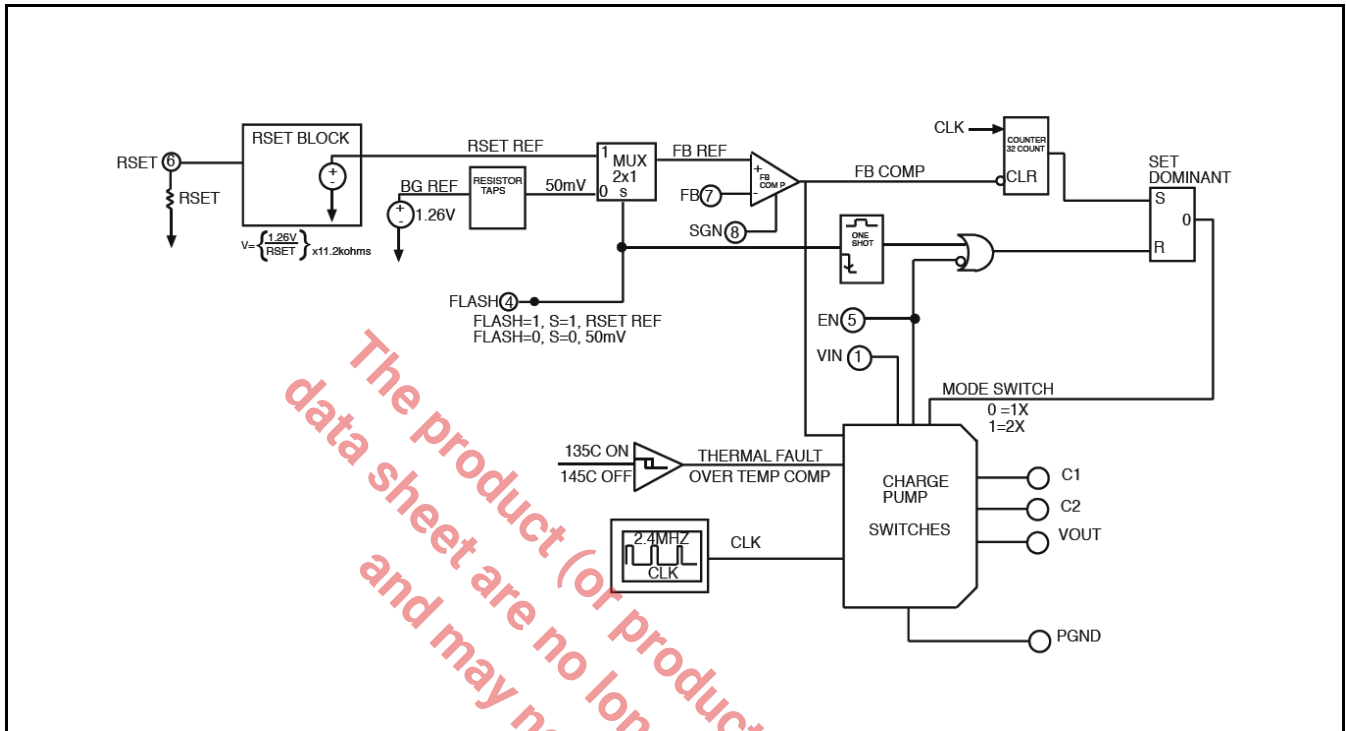 CLK
COUNTER
32 COUNT
CLR
RSET BLOCK
RSET 6
RSET
+
-
V={1.26V/RSET}x11.2kohms
RSET REF
BG REF
+
-
1.26V
RESISTOR
TAPS
50mV
1
MUX
2x1
0 s
FB REF
+
FB
COM P
-
FB 7
SGN 8
FB COMP
ONE
SHOT
SET
DOMINANT
S
0
R
FLASH 4
FLASH=1, S=1, RSET REF
FLASH=0, S=0, 50mV
EN 5
VIN 1
MODE SWITCH
0 =1X
1=2X
135C ON
145C OFF
THERMAL FAULT
OVER TEMP COMP
2.4MHZ
CLK
CLK
CHARGE
PUMP
SWITCHES
C1
C2
VOUT
PGND
The product (or product
data sheet are no lon
and may n